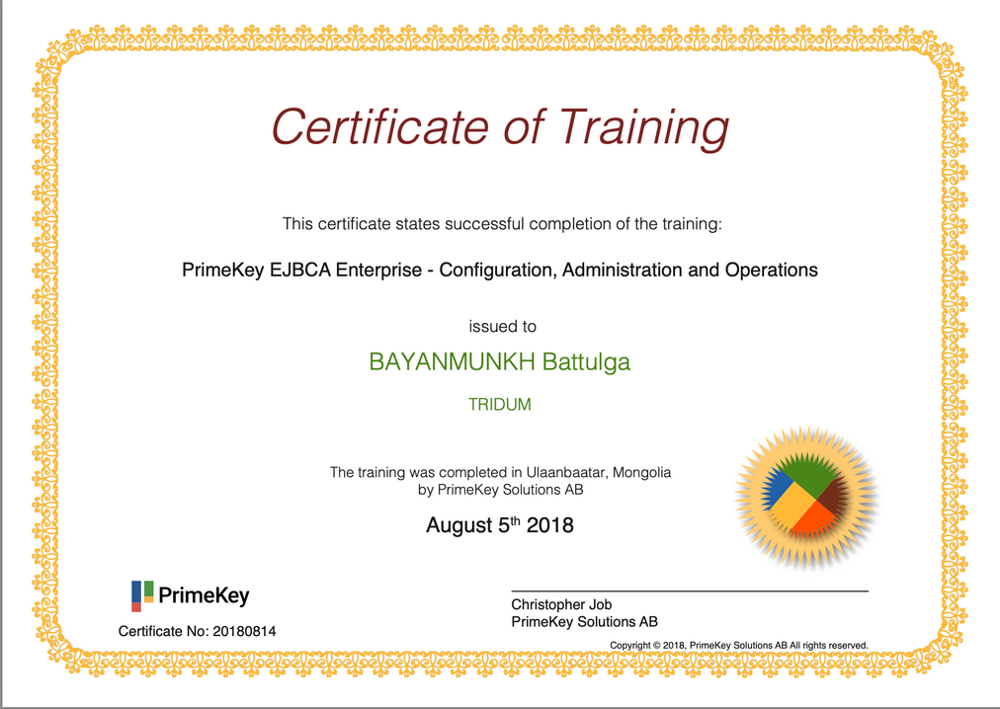 Certificate of Training
This certificate states successful completion of the training:
PrimeKey EJBCA Enterprise - Configuration, Administration and Operations
issued to
BAYANMUNKH Battulga
TRIDUM
The training was completed in Ulaanbaatar, Mongolia
by PrimeKey Solutions AB
August 5th 2018
PrimeKey
Certificate No: 20180814
Christopher Job
PrimeKey Solutions AB
Copyright © 2018, PrimeKey Solutions AB All rights reserved.